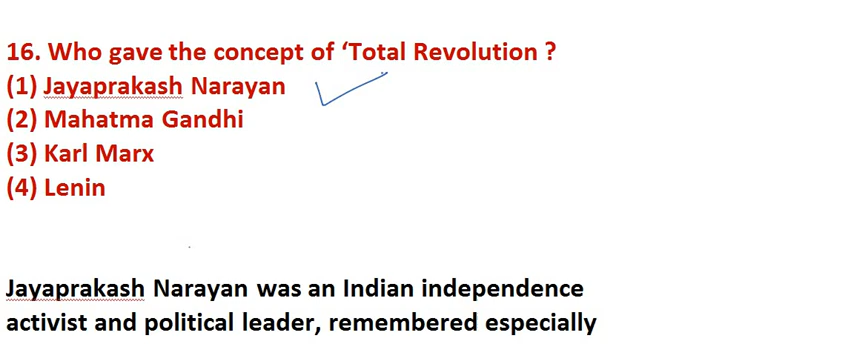 16. Who gave the concept of ‘Total Revolution ?
(1) Jayaprakash Narayan
(2) Mahatma Gandhi
(3) Karl Marx
(4) Lenin
Jayaprakash Narayan was an Indian independence
activist and political leader, remembered especially